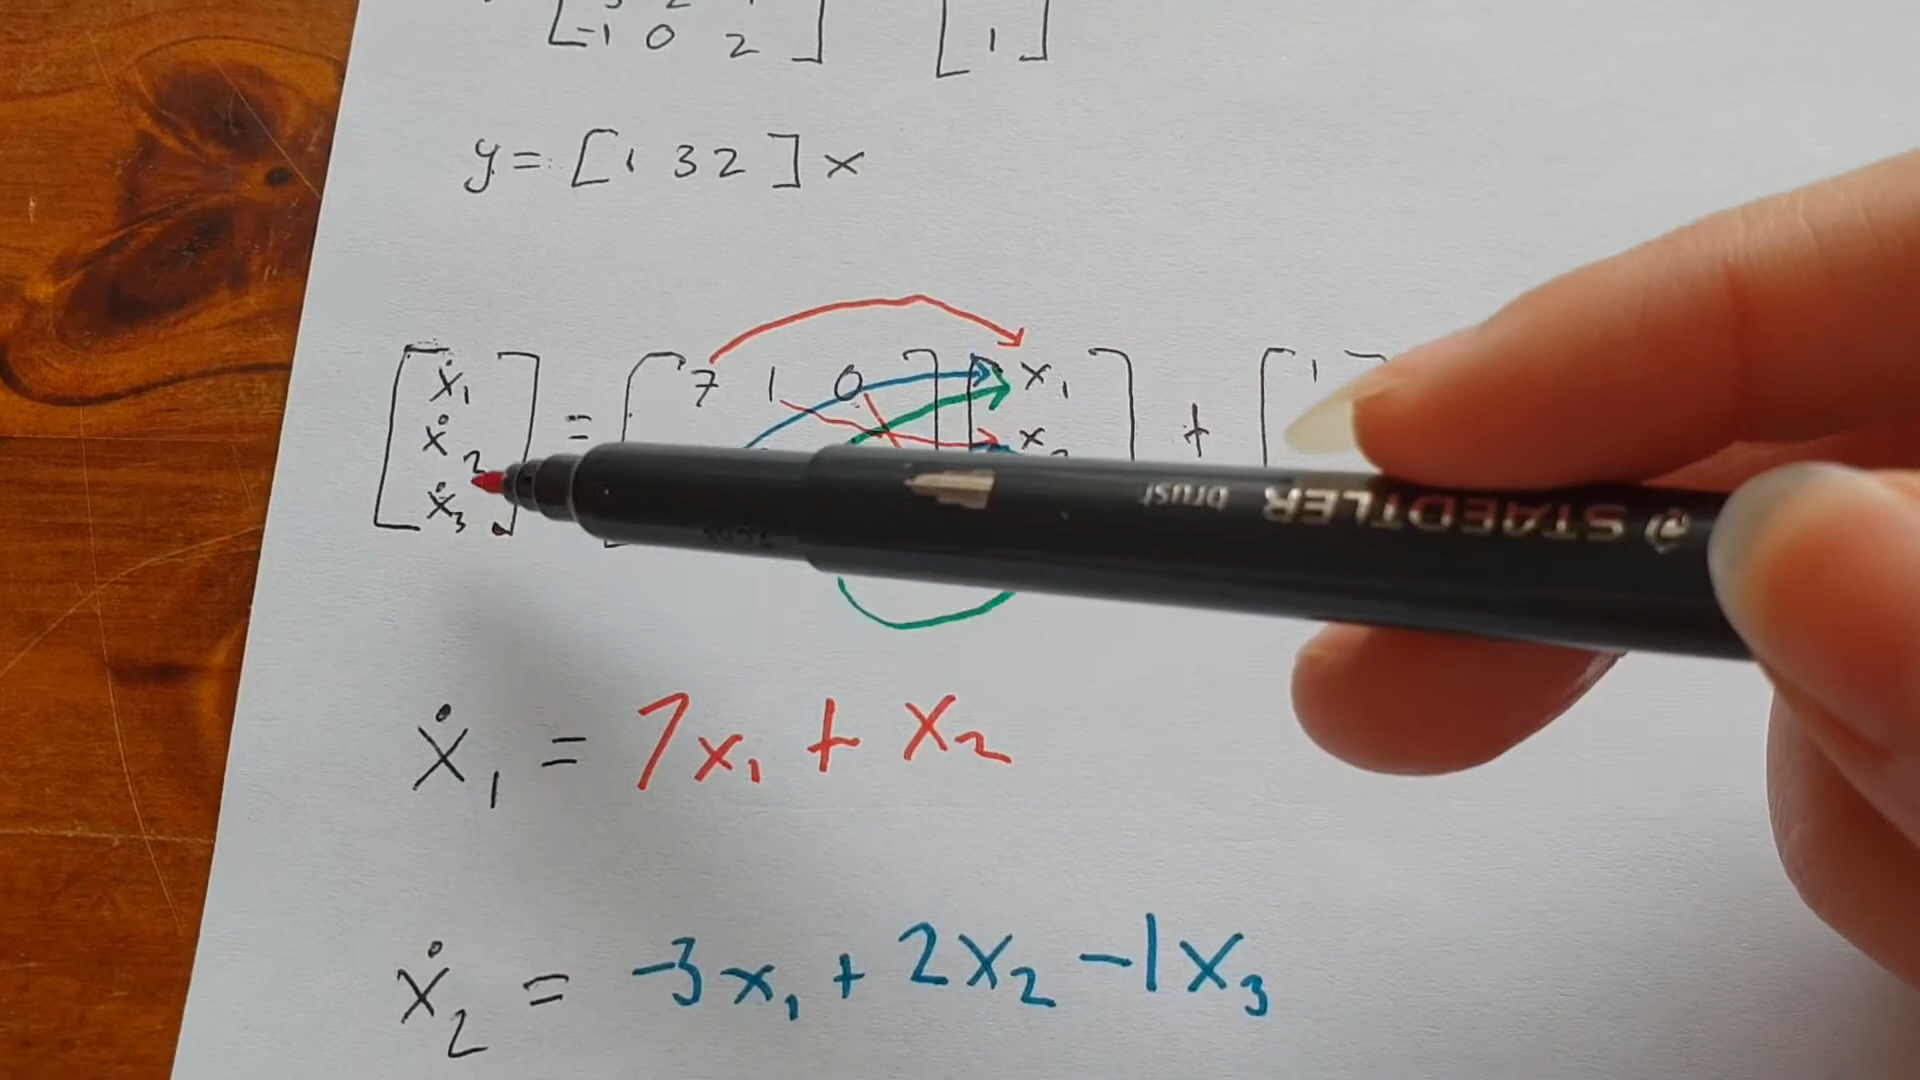 -1 0 2 1
y = [1 3 2] x
ẋ₁ 7 1 0 x₁ 1
ẋ₂ = x +
ẋ₃
STAEDTLER brush
ẋ₁ = 7x₁ + x₂
ẋ₂ = -3x₁ + 2x₂ -1x₃